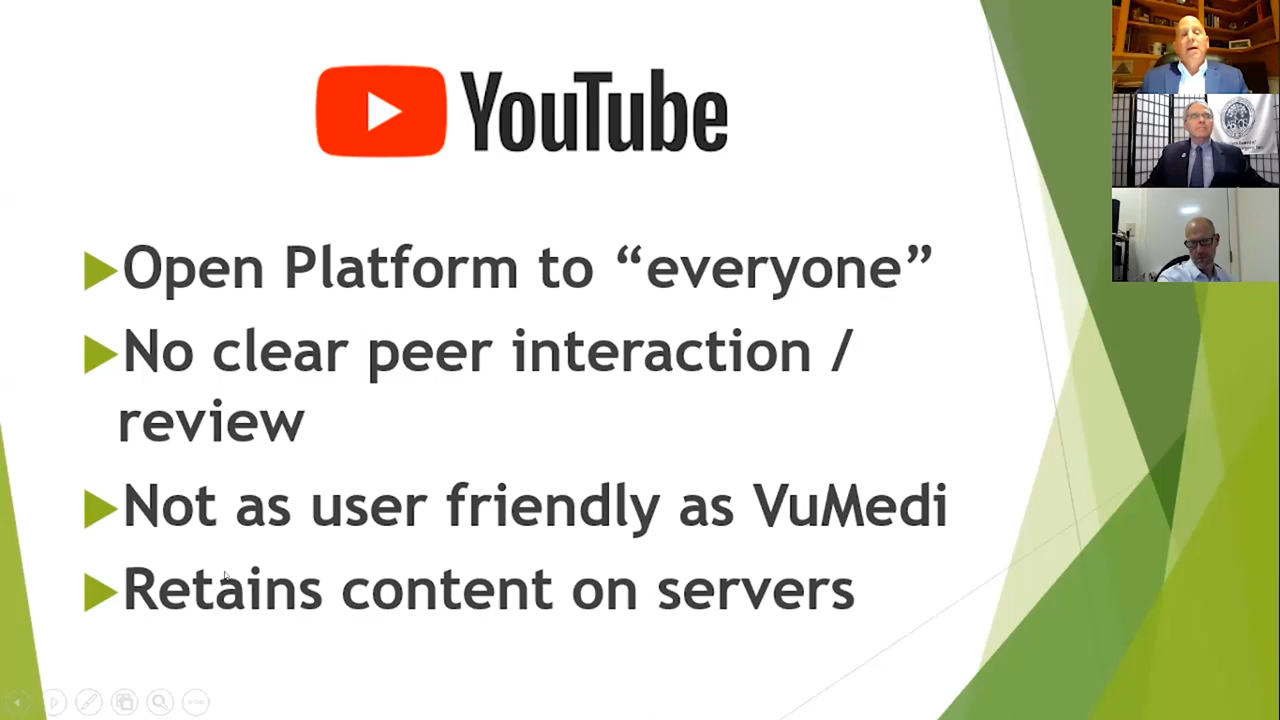 YouTube
Open Platform to “everyone”
No clear peer interaction /
review
Not as user friendly as VuMedi
Retains content on servers